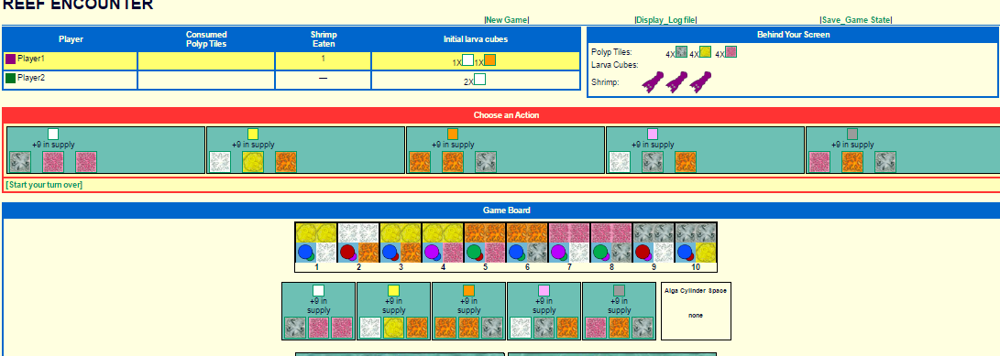 REEF ENCOUNTER
|New Game| |Display_Log file| |Save_Game State|
Player Consumed Polyp Tiles Shrimp Eaten Initial larva cubes
Player1 1 1X 1X
Player2 — 2X
Behind Your Screen
Polyp Tiles: 4X 4X 4X
Larva Cubes:
Shrimp:
Choose an Action
+9 in supply +9 in supply +9 in supply +9 in supply +9 in supply
[Start your turn over]
Game Board
1 2 3 4 5 6 7 8 9 10
+9 in supply +9 in supply +9 in supply +9 in supply +9 in supply
Alga Cylinder Space
none